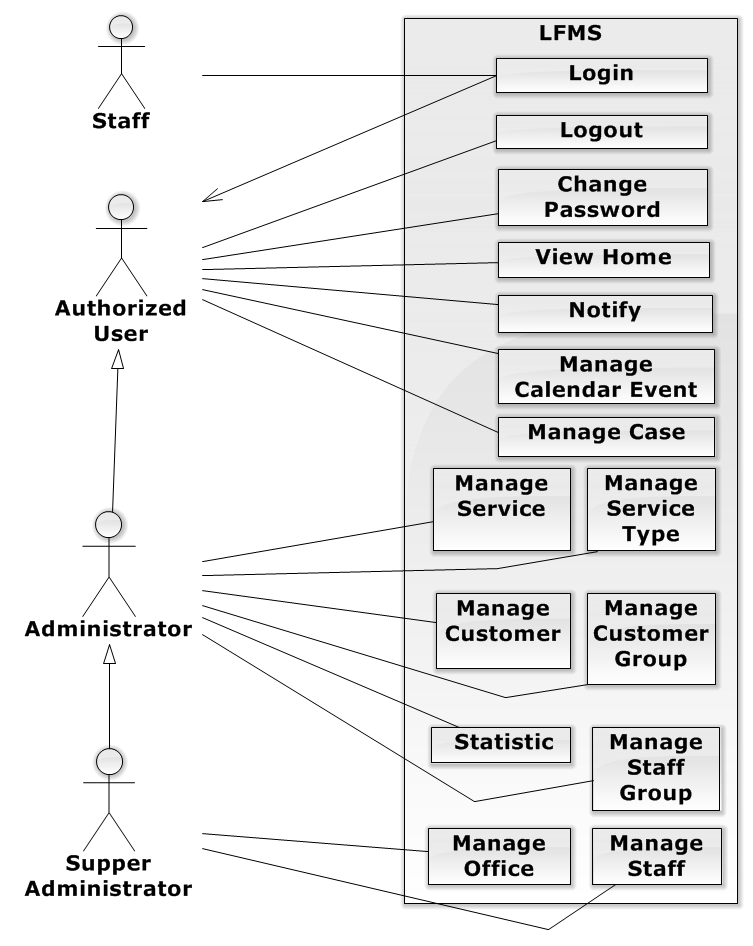 LFMS
Staff
Login
Logout
Change
Password
View Home
Authorized
User
Notify
Manage
Calendar Event
Manage Case
Manage
Service
Manage
Service
Type
Administrator
Manage
Customer
Manage
Customer
Group
Statistic
Manage
Staff
Group
Supper
Administrator
Manage
Office
Manage
Staff